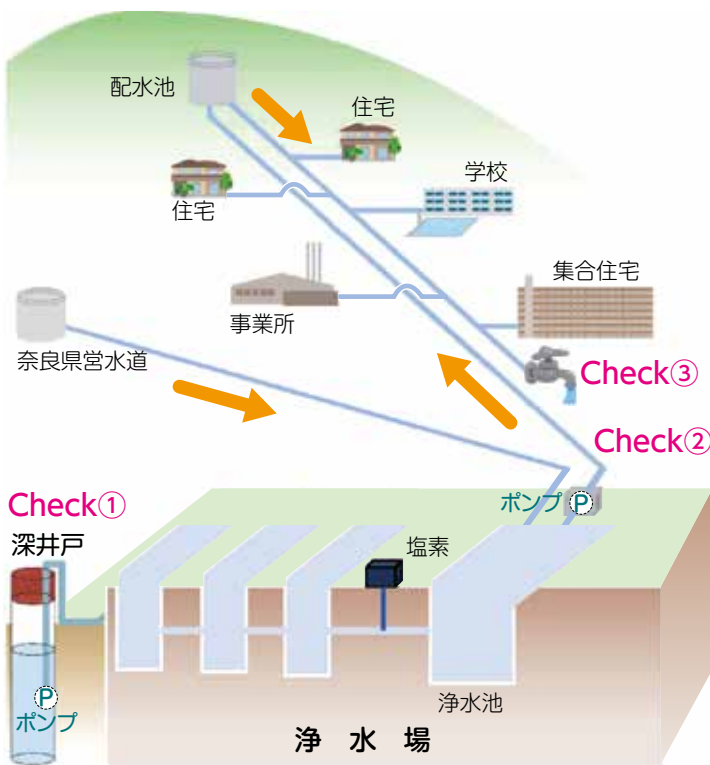 配水池
住宅
住宅
学校
集合住宅
事業所
奈良県営水道
Check③
Check②
Check①
ポンプ Ⓟ
深井戸
塩素
Ⓟ
ポンプ
浄水池
浄 水 場